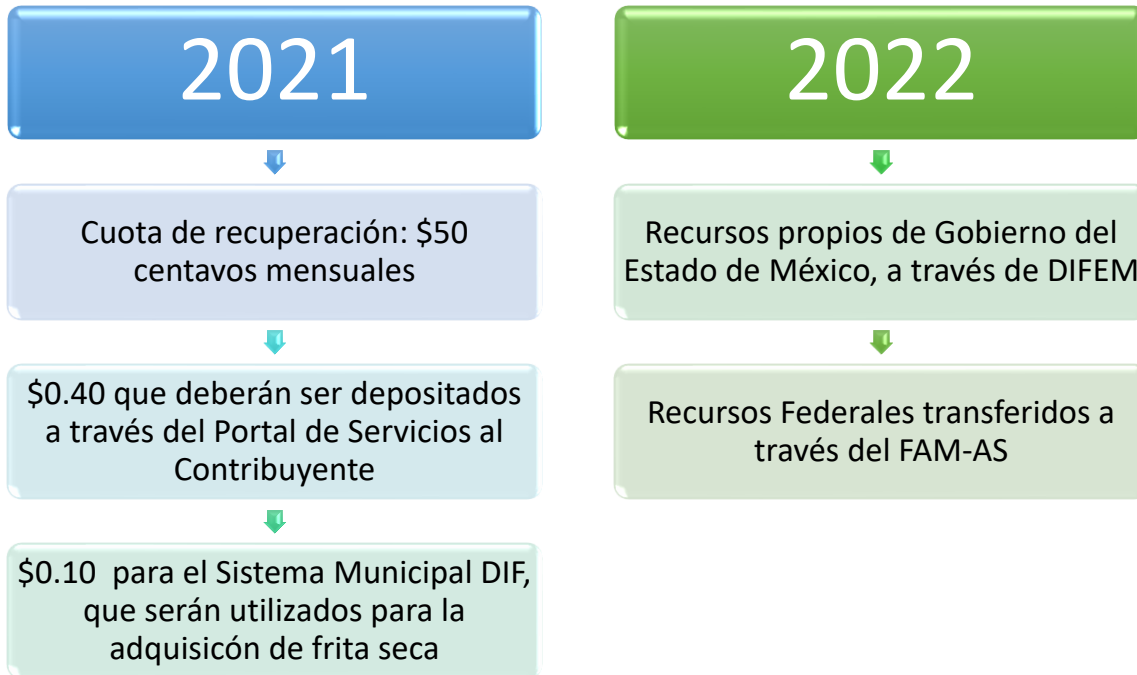 2021
Cuota de recuperación: $50
centavos mensuales
$0.40 que deberán ser depositados
a través del Portal de Servicios al
Contribuyente
$0.10  para el Sistema Municipal DIF,
que serán utilizados para la
adquisicón de frita seca
2022
Recursos propios de Gobierno del
Estado de México, a través de DIFEM
Recursos Federales transferidos a
través del FAM-AS